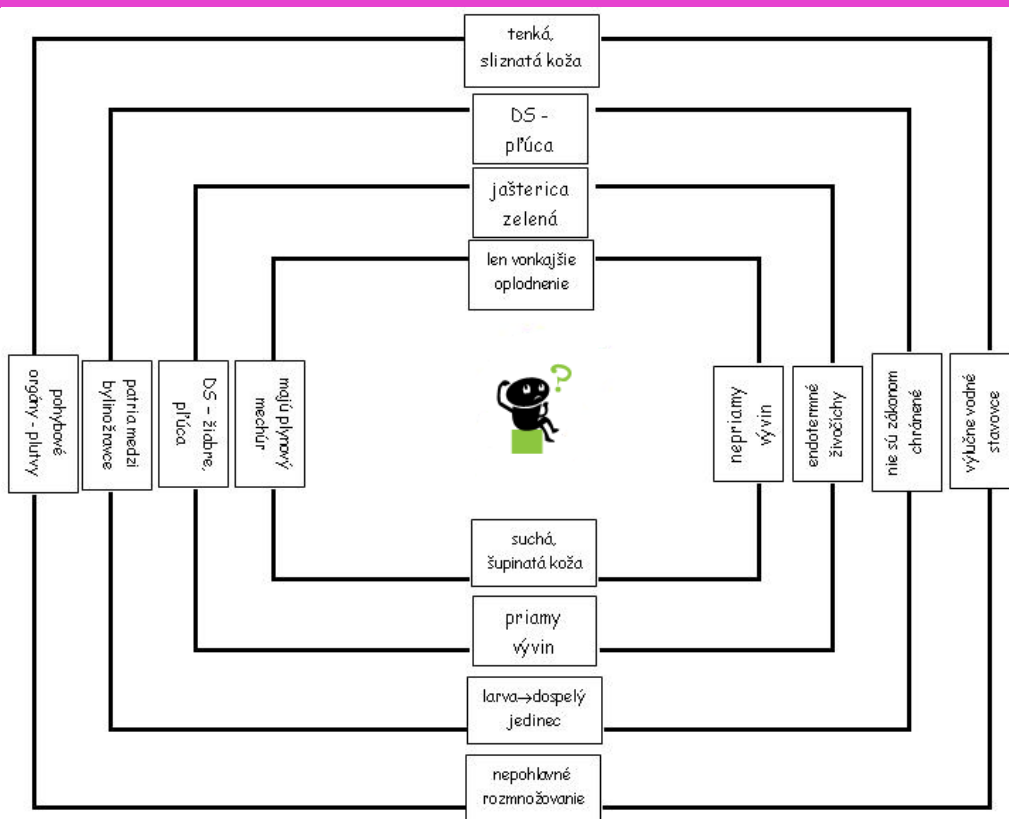 tenká,
sliznatá koža
DS -
pľúca
jašterica
zelená
len vonkajšie
oplodnenie
pohybové
orgány - plutvy
patria medzi
bylinožravce
DS - žiabre,
pľúca
majú plynový
mechúr
nepriamy
vývin
endotermné
živočíchy
nie sú zákonom
chránené
výlučne vodné
stavovce
suchá,
šupinatá koža
priamy
vývin
larva→dospelý
jedinec
nepohlavné
rozmnožovanie